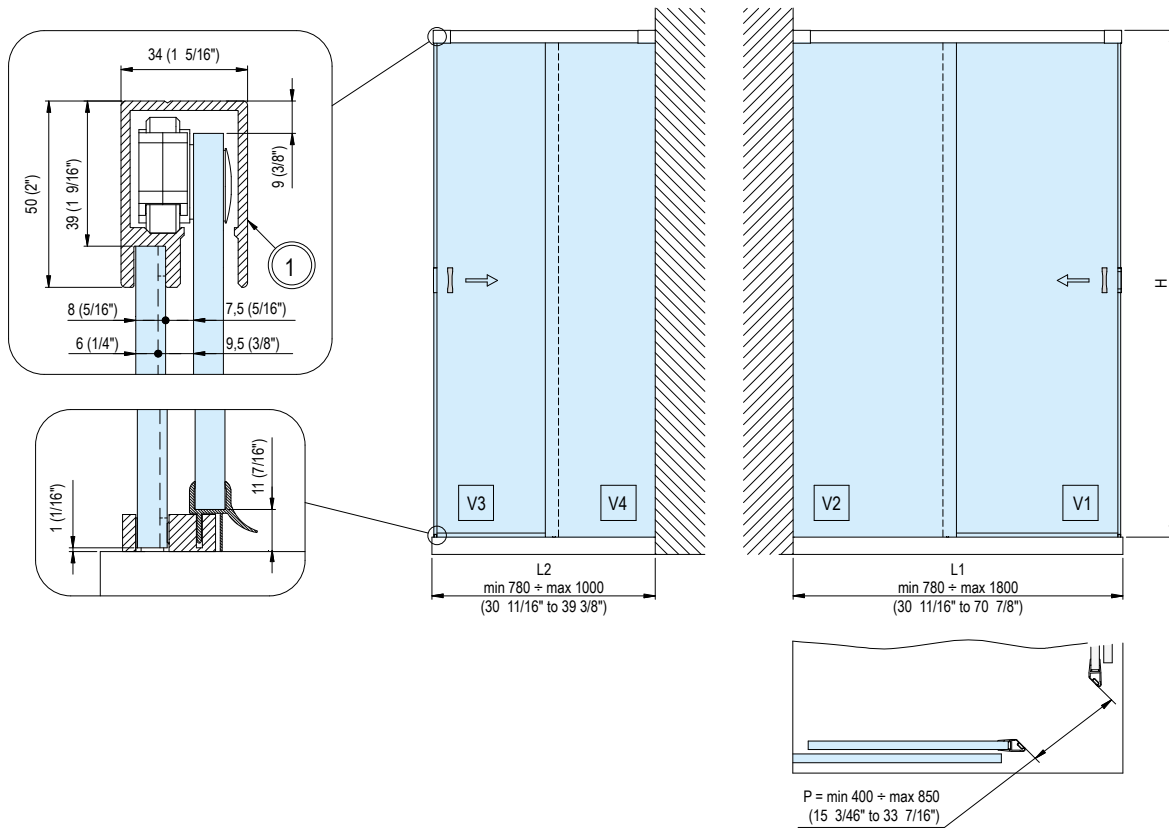 34 (1 5/16")
50 (2")
39 (1 9/16")
9 (3/8")
1
8 (5/16")
7,5 (5/16")
6 (1/4")
9,5 (3/8")
1 (1/16")
11 (7/16")
V3
V4
V2
V1
H
L2
min 780 ÷ max 1000
(30 11/16" to 39 3/8")
L1
min 780 ÷ max 1800
(30 11/16" to 70 7/8")
P = min 400 ÷ max 850
(15 3/46" to 33 7/16")